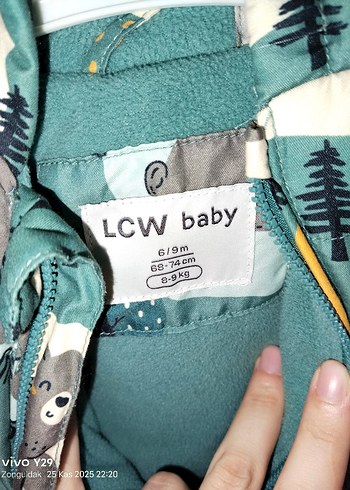 LCW baby
6/9m
68-74cm
8-9kg
vivo Y29
Zonguldak 25 Kas 2025 22:20